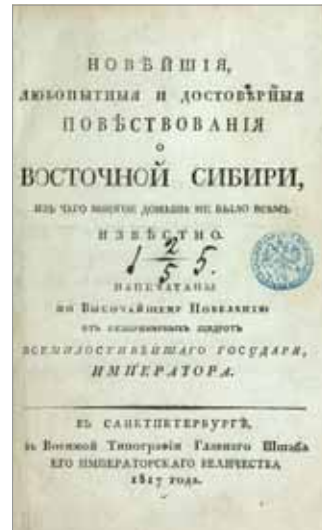 НОВѢЙШІЯ,
ЛЮБОПЫТНЫЯ И ДОСТОВѢРНЫЯ
ПОВѢСТВОВАНІЯ
О
ВОСТОЧНОЙ СИБИРИ,
ИЗЪ ЧЕГО МНОГОЕ ДОНЫНѢ НЕ БЫЛО ВСѢМЪ
ИЗВѢСТНО.
1 2/5 5.
НАПЕЧАТАНЫ
ПО ВЫСОЧАЙШЕМУ ПОВЕЛѢНІЮ
ОТЪ ЩЕДРОТЪ
ВСЕМИЛОСТИВѢЙШАГО ГОСУДАРЯ,
ИМПЕРАТОРА.
ВЪ САНКТПЕТЕРБУРГѢ,
въ Военной Типографіи Главнаго Штаба
ЕГО ИМПЕРАТОРСКАГО ВЕЛИЧЕСТВА
1817 года.